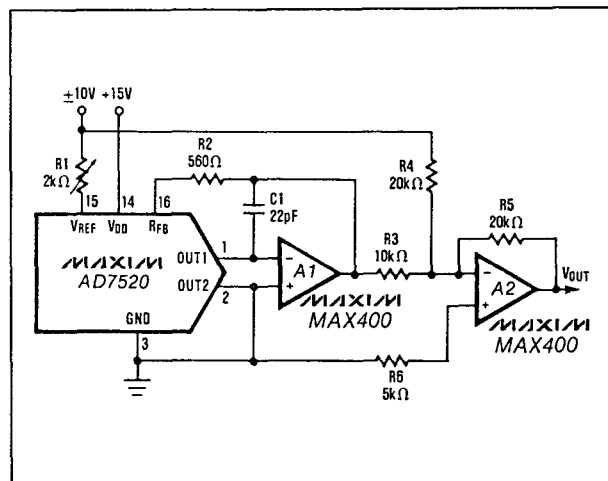 ±10V +15V
R1
2kΩ
R2
560Ω
C1
22pF
R4
20kΩ
R5
20kΩ
15 14 16
VREF VDD RFB
OUT1 1
OUT2 2
MAXIM
AD7520
GND
3
A1
MAXIM
MAX400
R3
10kΩ
A2
VOUT
MAXIM
MAX400
R6
5kΩ